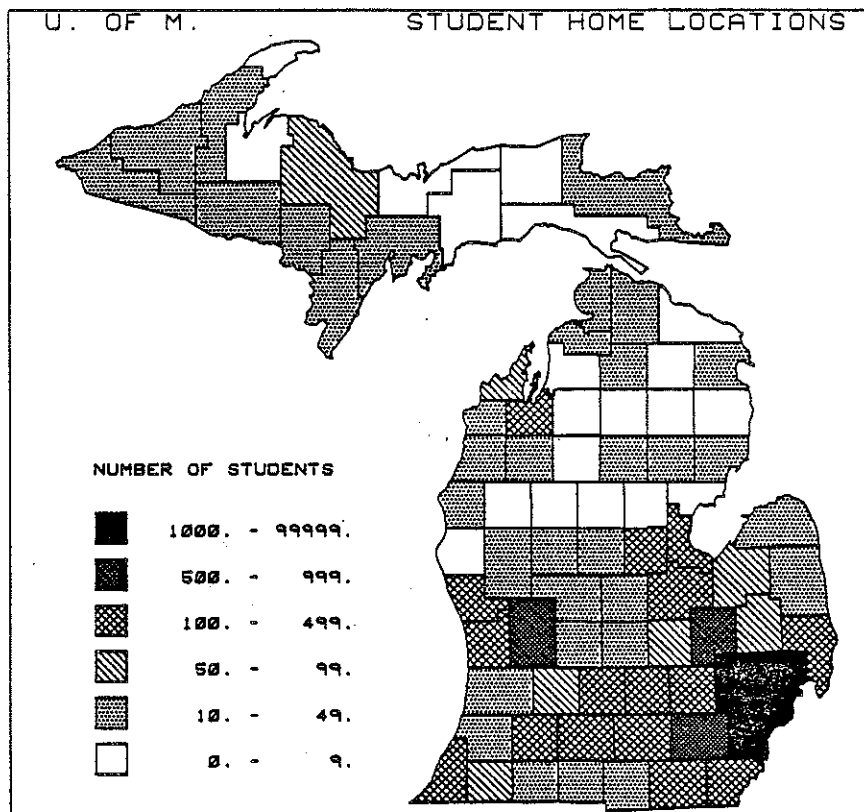 U. OF M. STUDENT HOME LOCATIONS
NUMBER OF STUDENTS
1000. - 99999.
500. - 999.
100. - 499.
50. - 99.
10. - 49.
0. - 9.